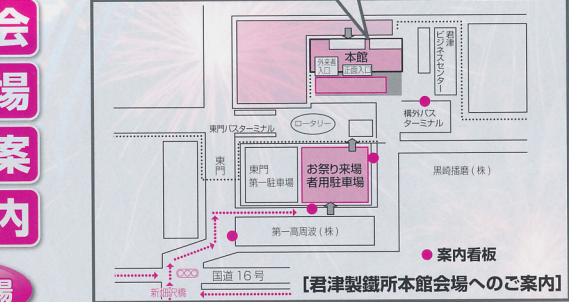 会
場
案
内
場
外来者
入口
本館
正面入口
君津
ビジネスセンター
構外バス
ターミナル
東門バスターミナル
ロータリー
東門
東門
第一駐車場
お祭り来場
者用駐車場
黒崎播磨(株)
第一高周波(株)
案内看板
国道16号
新畑沢橋
[君津製鐵所本館会場へのご案内]